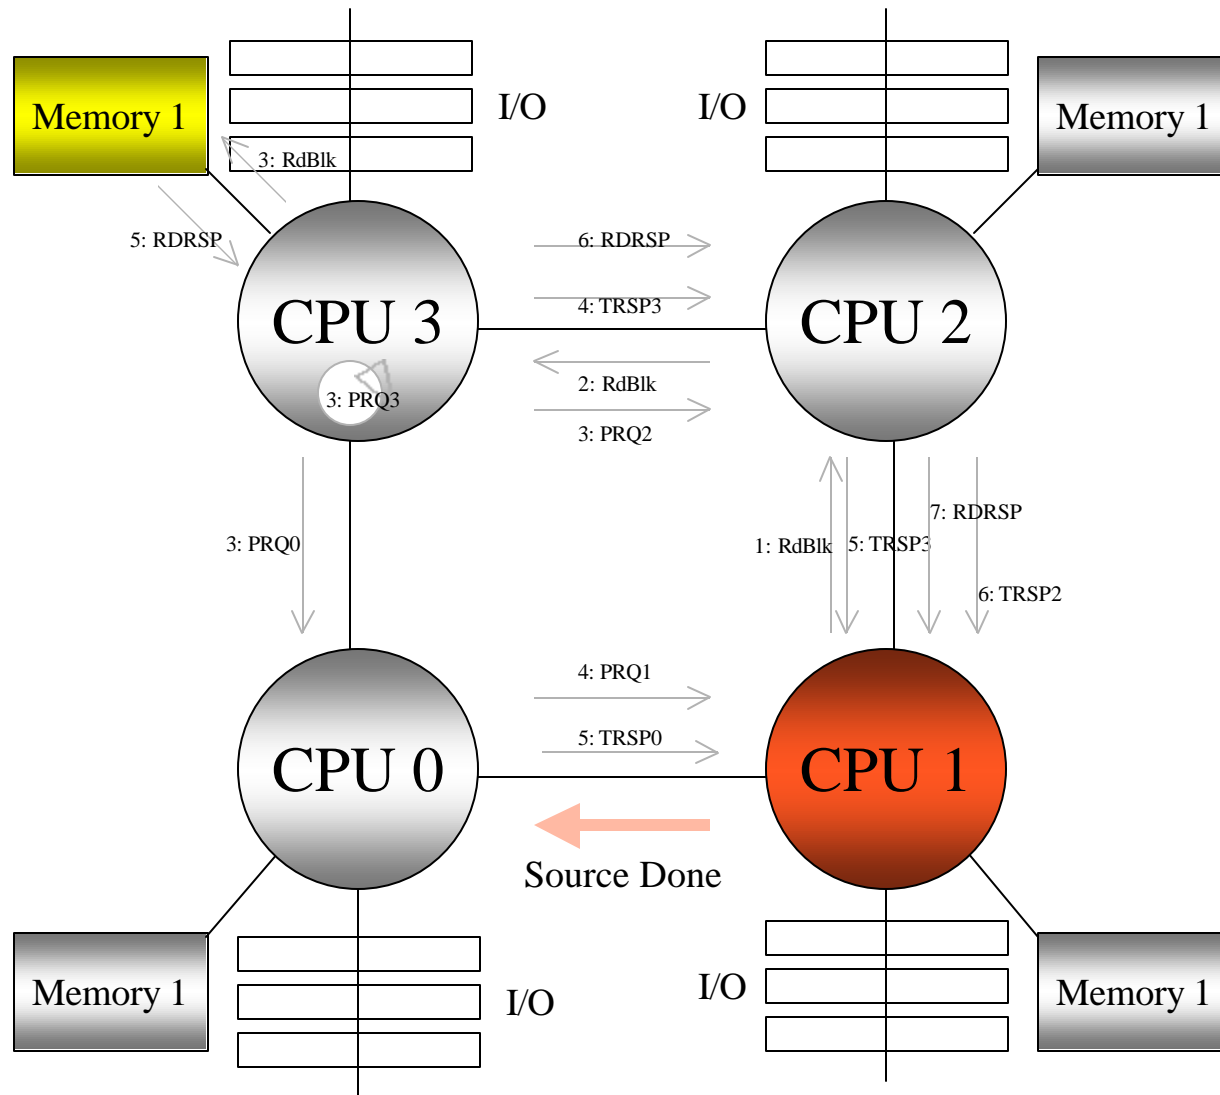 Memory 1
I/O
I/O
Memory 1
3: RdBlk
5: RDRSP
6: RDRSP
CPU 3
4: TRSP3
CPU 2
2: RdBlk
3: PRQ3
3: PRQ2
7: RDRSP
3: PRQ0
1: RdBlk
5: TRSP3
6: TRSP2
4: PRQ1
5: TRSP0
CPU 0
CPU 1
Source Done
Memory 1
I/O
I/O
Memory 1